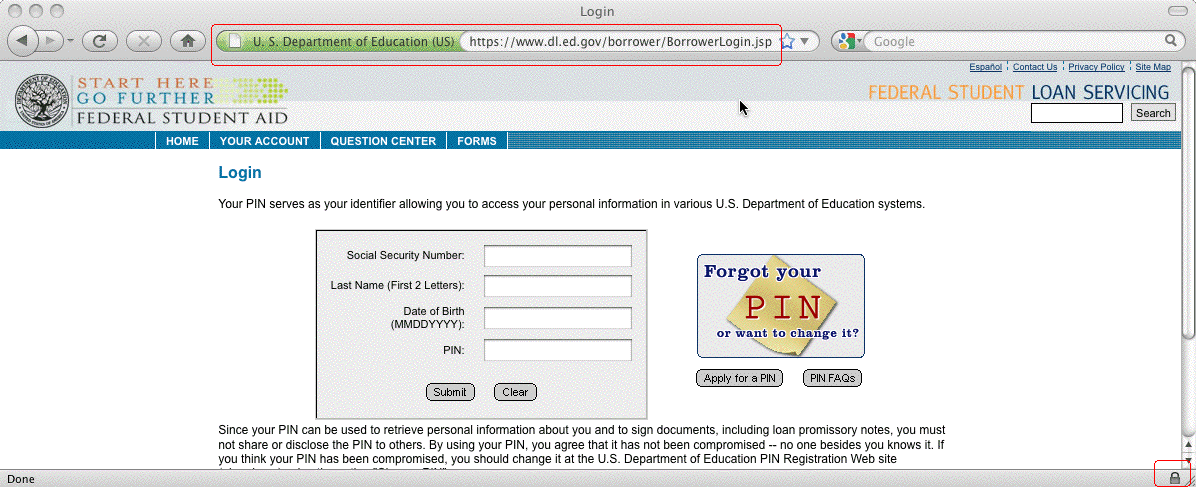 Login
U. S. Department of Education (US) https://www.dl.ed.gov/borrower/BorrowerLogin.jsp Google
Español Contact Us Privacy Policy Site Map
START HERE
GO FURTHER
FEDERAL STUDENT AID
FEDERAL STUDENT LOAN SERVICING
Search
HOME YOUR ACCOUNT QUESTION CENTER FORMS
Login
Your PIN serves as your identifier allowing you to access your personal information in various U.S. Department of Education systems.
Social Security Number:
Last Name (First 2 Letters):
Date of Birth
(MMDDYYYY):
PIN:
Submit Clear
Forgot your
PIN
or want to change it?
Apply for a PIN PIN FAQs
Since your PIN can be used to retrieve personal information about you and to sign documents, including loan promissory notes, you must
not share or disclose the PIN to others. By using your PIN, you agree that it has not been compromised -- no one besides you knows it. If
you think your PIN has been compromised, you should change it at the U.S. Department of Education PIN Registration Web site
Done